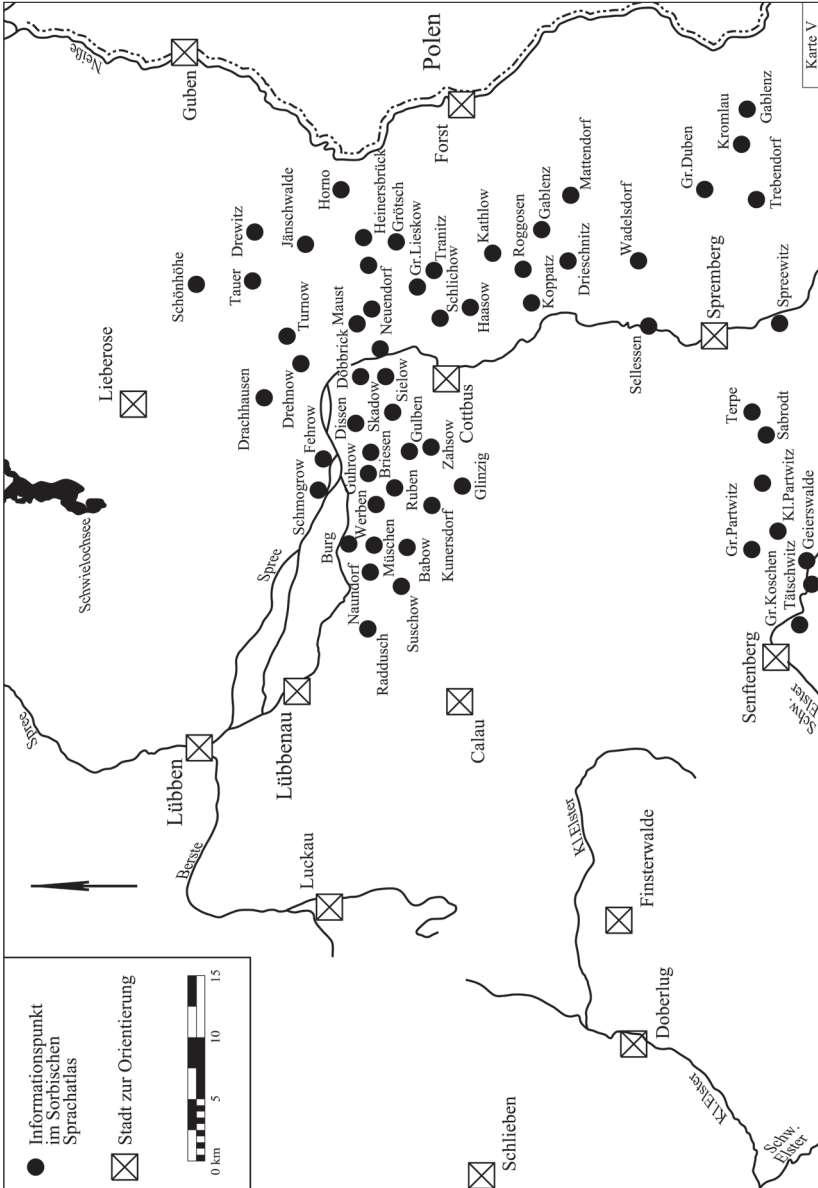 Informationspunkt
im Sorbischen
Sprachatlas
Stadt zur Orientierung
0 km
5
10
15
Schlieben
Schw.
Elster
Kl.Elster
Doberlug
Finsterwalde
Kl.Elster
Luckau
Berste
Lübben
Spree
Lübbenau
Calau
Spree
Schwielochsee
Lieberose
Guben
Neiße
Polen
Forst
Schönhöhe
Tauer
Drewitz
Jänschwalde
Horno
Turnow
Drachhausen
Drehnow
Fehrow
Schmogrow
Heinersbrück
Grötsch
Gr.Lieskow
Tranitz
Schlichow
Haasow
Kathlow
Roggosen
Gablenz
Mattendorf
Koppatz
Drieschnitz
Wadelsdorf
Maust
Neuendorf
Döbbrick
Dissen
Skadow
Sielow
Cottbus
Guhrow
Briesen
Gulben
Zahsow
Glinzig
Werben
Ruben
Burg
Müschen
Babow
Kunersdorf
Naundorf
Suschow
Raddusch
Sellessen
Spremberg
Spreewitz
Gr.Duben
Kromlau
Gablenz
Trebendorf
Terpe
Sabrodt
Gr.Partwitz
Kl.Partwitz
Geierswalde
Tätschwitz
Gr.Koschen
Senftenberg
Schw.
Elster
Karte V